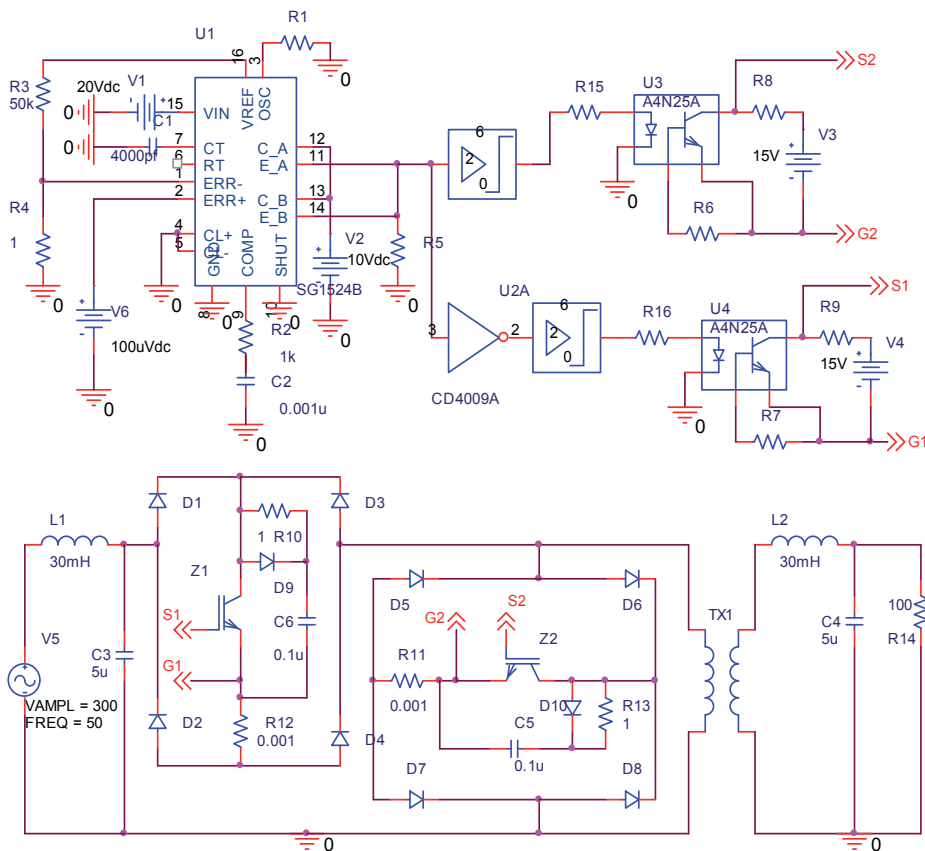 U1
R1
0
R3
50k
20Vdc
V1
0
C1
0
4000pf
16
3
15
VIN
VREF
OSC
7
CT
6
RT
1
ERR-
2
ERR+
4
CL+
5
CL-
GND
COMP
SHUT
C_A
12
E_A
11
C_B
13
E_B
14
8
9
10
SG1524B
R4
1
0
V6
100uVdc
0
0
0
0
R2
1k
C2
0.001u
0
V2
10Vdc
0
R5
0
6
2
0
R15
U3
A4N25A
0
R6
R8
V3
15V
S2
G2
3
2
U2A
CD4009A
6
2
0
R16
U4
A4N25A
0
R7
R9
V4
15V
S1
G1
L1
30mH
V5
VAMPL = 300
FREQ = 50
C3
5u
D1
D2
D3
D4
Z1
S1
G1
1
R10
D9
C6
0.1u
R12
0.001
0
D5
D6
D7
D8
G2
S2
Z2
R11
0.001
D10
R13
1
C5
0.1u
TX1
L2
30mH
C4
5u
100
R14
0